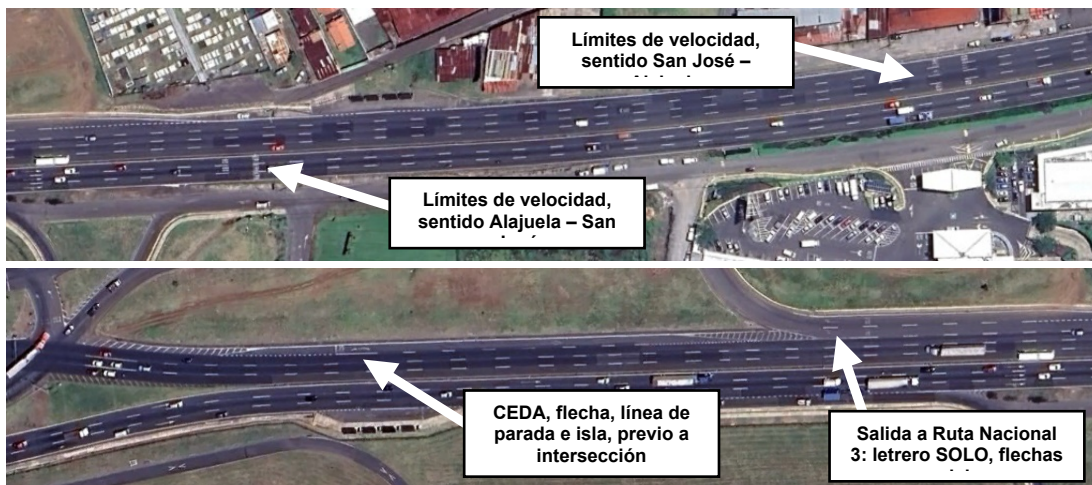 Límites de velocidad,
sentido San José –
Límites de velocidad,
sentido Alajuela – San
CEDA, flecha, línea de
parada e isla, previo a
intersección
Salida a Ruta Nacional
3: letrero SOLO, flechas